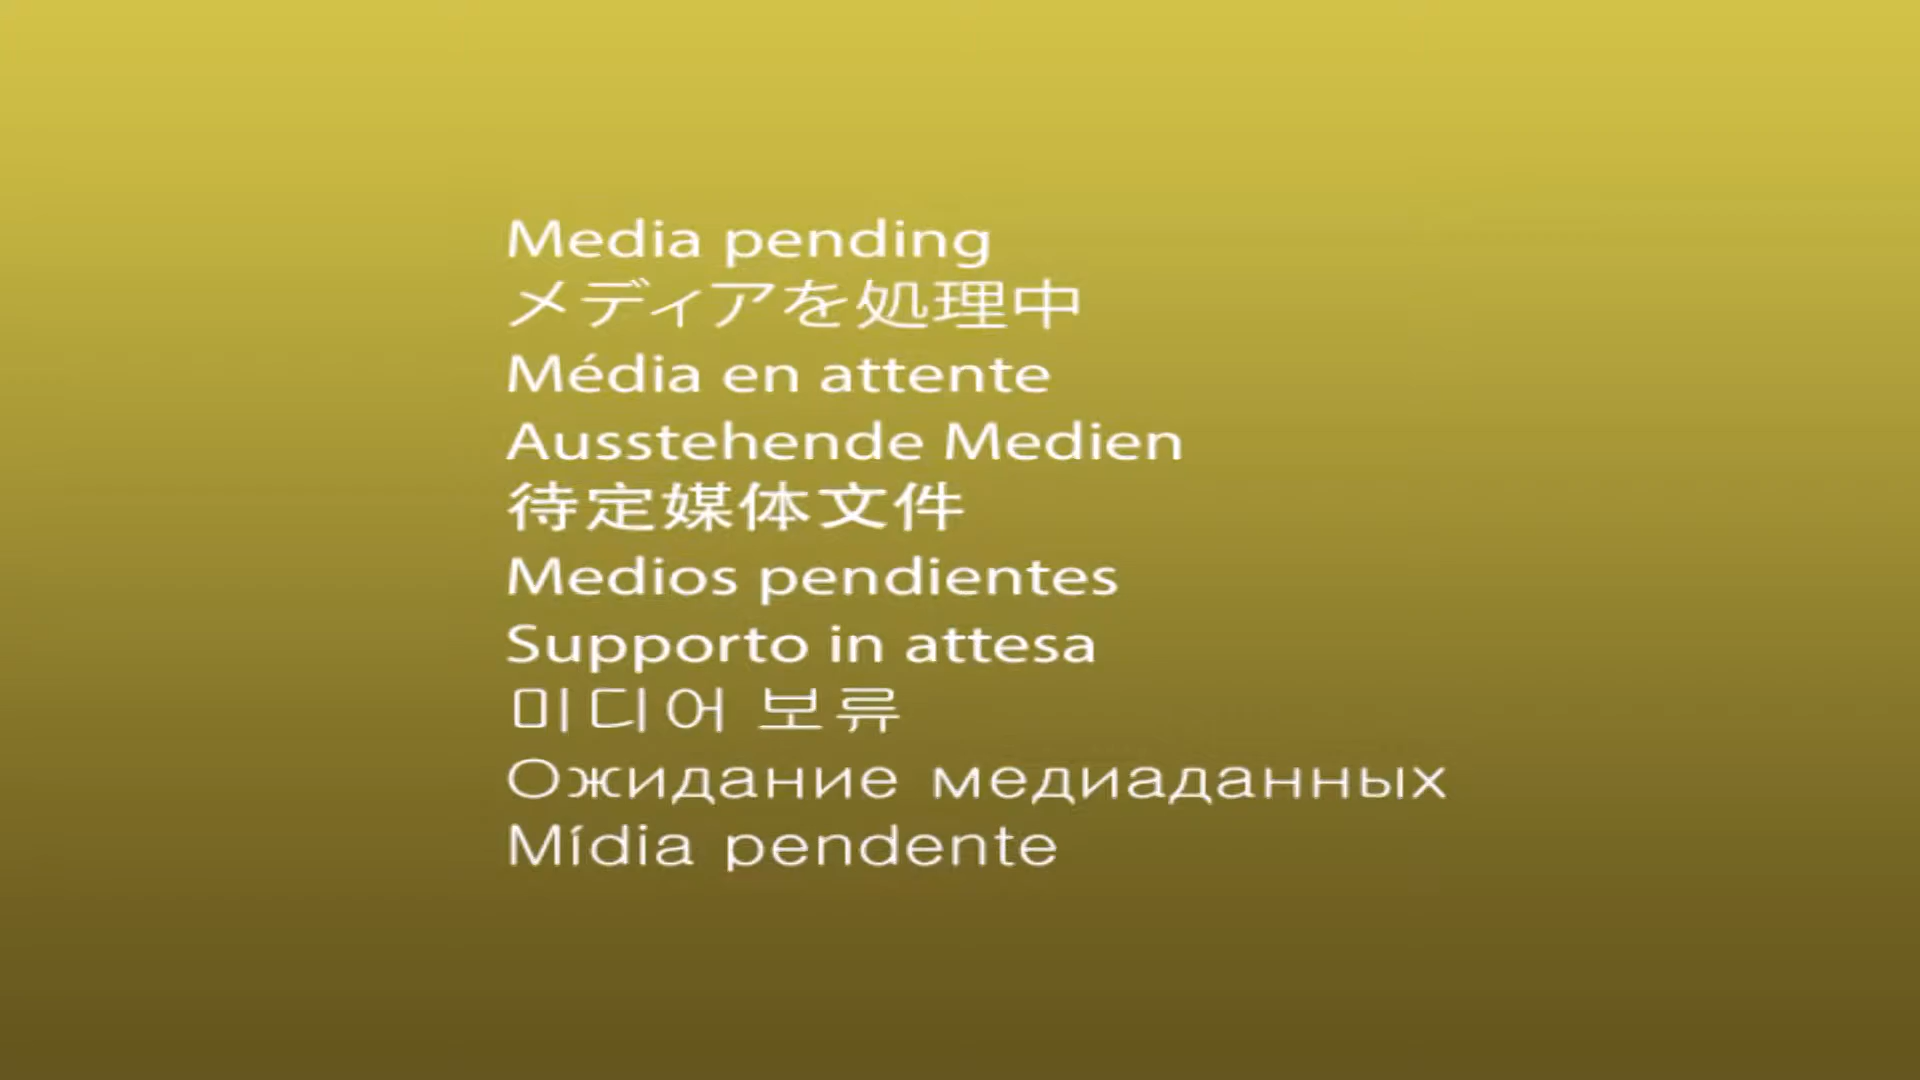 Media pending
メディアを処理中
Média en attente
Ausstehende Medien
待定媒体文件
Medios pendientes
Supporto in attesa
미디어 보류
Ожидание медиаданных
Mídia pendente